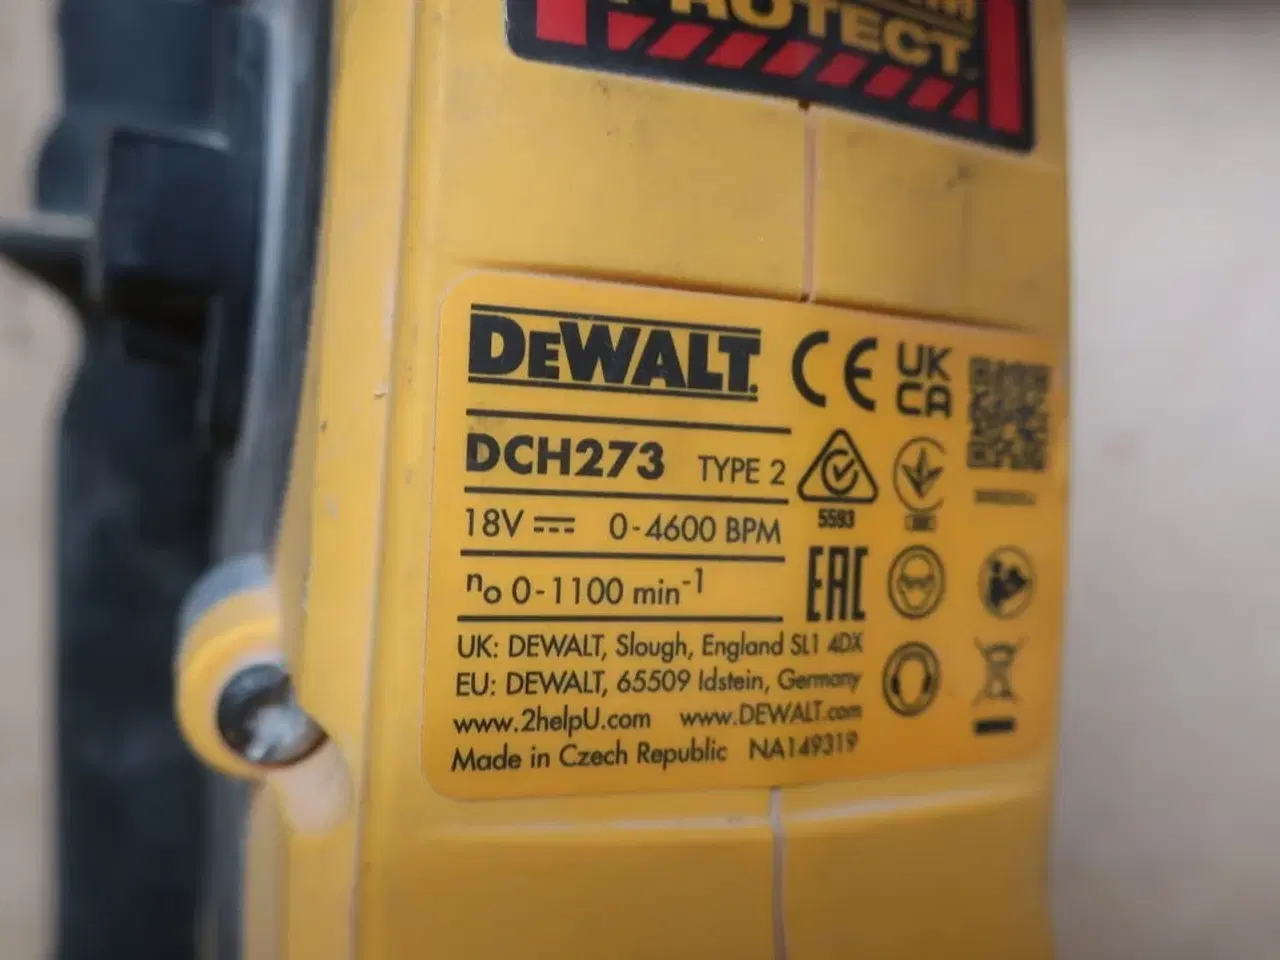 PROTECT
DEWALT
CE
UK
CA
DCH273 TYPE 2
5593
18V 0-4600 BPM
EAC
no 0-1100 min-1
UK: DEWALT, Slough, England SL1 4DX
EU: DEWALT, 65509 Idstein, Germany
www.2helpU.com www.DEWALT.com
Made in Czech Republic NA149319